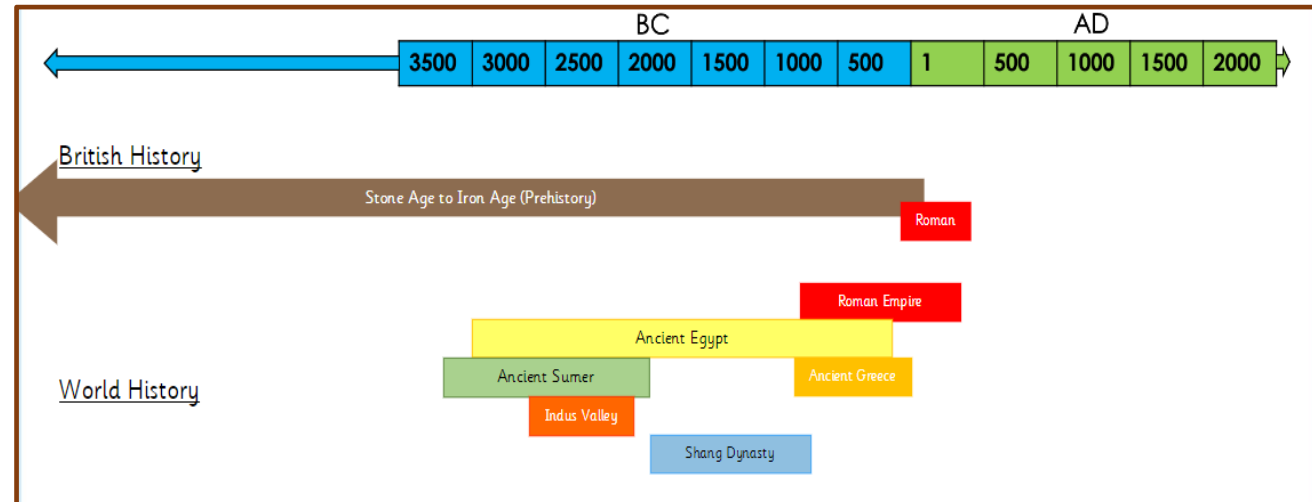 BC AD
3500 3000 2500 2000 1500 1000 500 1 500 1000 1500 2000
British History
Stone Age to Iron Age (Prehistory)
Roman
Roman Empire
Ancient Egypt
Ancient Sumer
Ancient Greece
World History
Indus Valley
Shang Dynasty